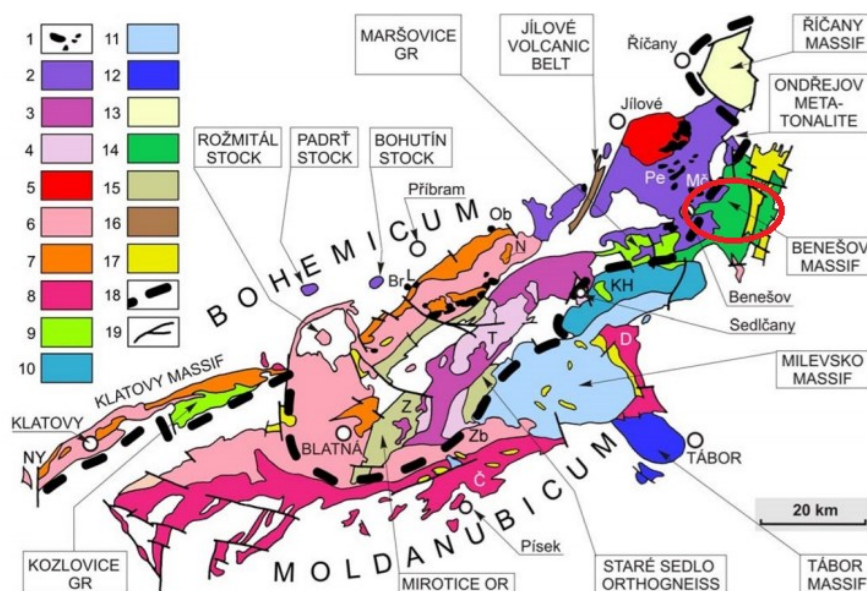 1
2
3
4
5
6
7
8
9
10
11
12
13
14
15
16
17
18
19
MARŠOVICE
GR
JÍLOVÉ
VOLCANIC
BELT
Říčany
ŘÍČANY
MASSIF
ONDŘEJOV
META-
TONALITE
Jílové
ROŽMITÁL
STOCK
PADRŤ
STOCK
BOHUTÍN
STOCK
Příbram
Pe
Mč
Ob
N
BrL
BOHEMICUM
BENEŠOV
MASSIF
Benešov
KH
Sedlčany
T
D
MILEVSKO
MASSIF
KLATOVY MASSIF
KLATOVY
NY
BLATNÁ
Z
Zb
TÁBOR
Č
MOLDANUBICUM
20 km
Písek
KOZLOVICE
GR
MIROTICE OR
STARÉ SEDLO
ORTHOGNEISS
TÁBOR
MASSIF